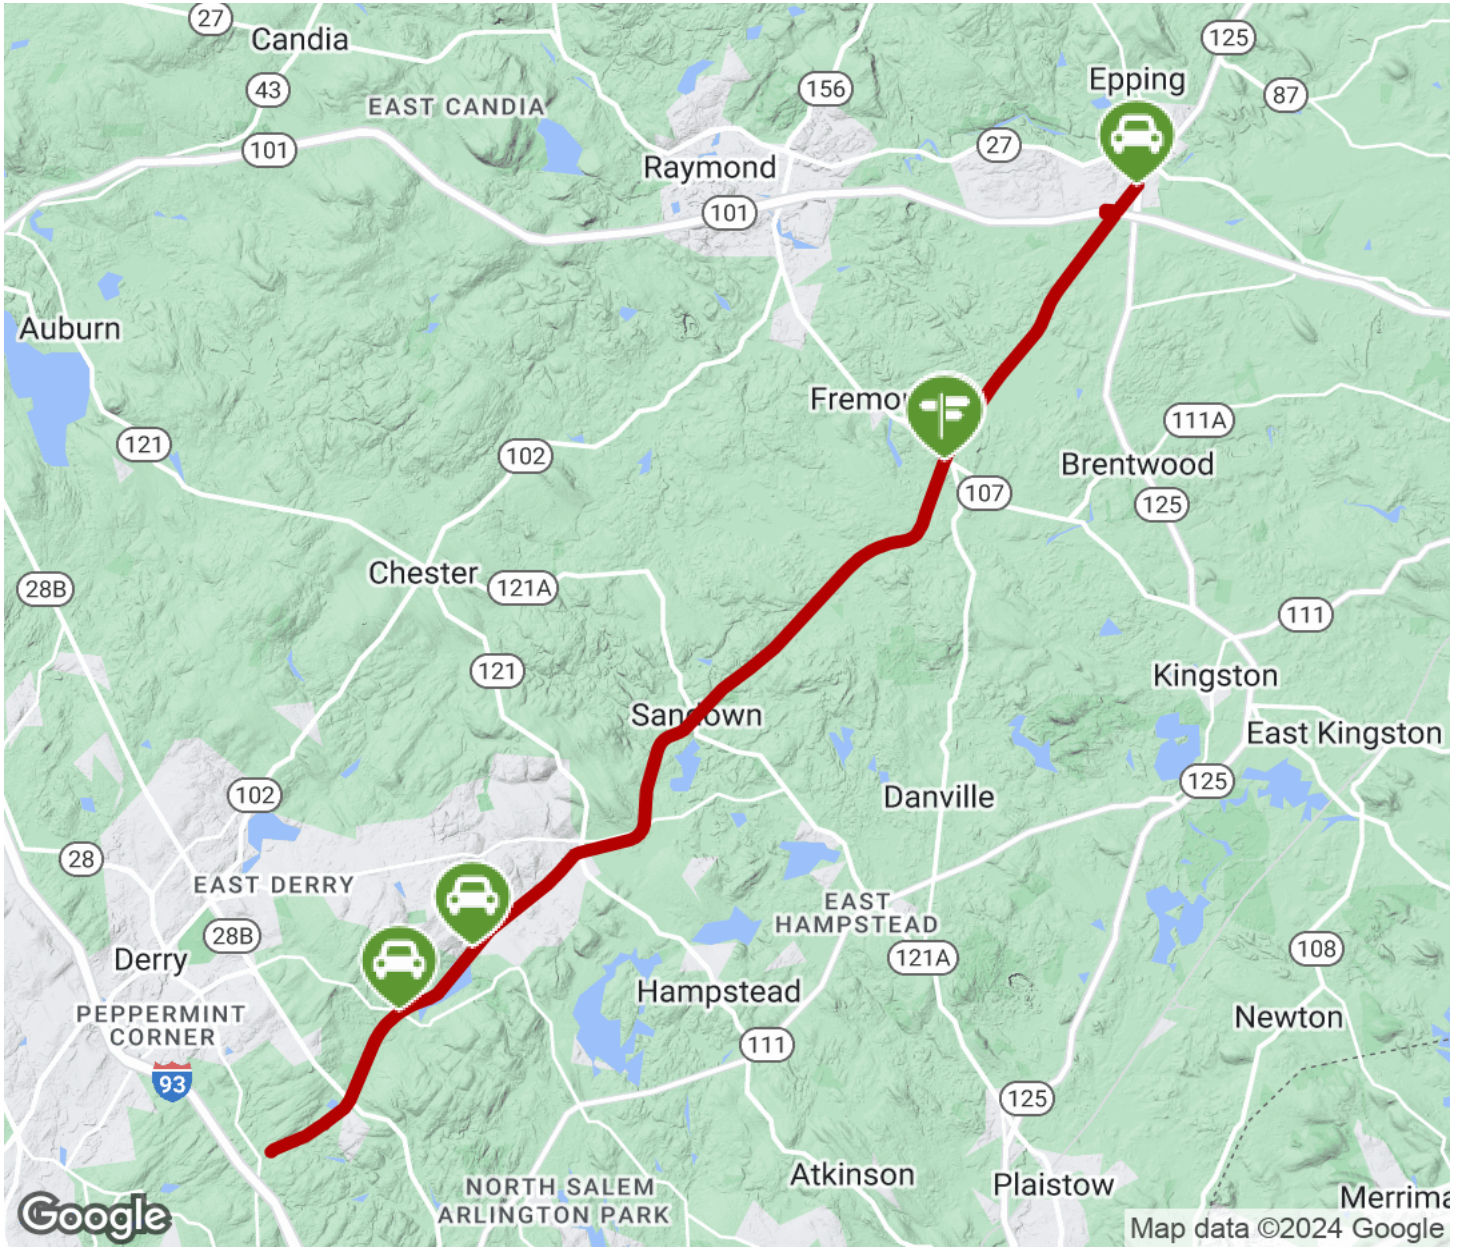 27
Candia
125
Epping
43
156
87
EAST CANDIA
101
27
Raymond
101
Auburn
Fremo
111A
121
102
Brentwood
107
125
Chester
28B
121A
111
121
Kingston
Sandown
East Kingston
102
125
Danville
28
EAST DERRY
EAST
HAMPSTEAD
28B
Derry
121A
108
Hampstead
PEPPERMINT
CORNER
Newton
111
93
125
Atkinson
Plaistow
NORTH SALEM
ARLINGTON PARK
Merrima
Google
Map data ©2024 Google